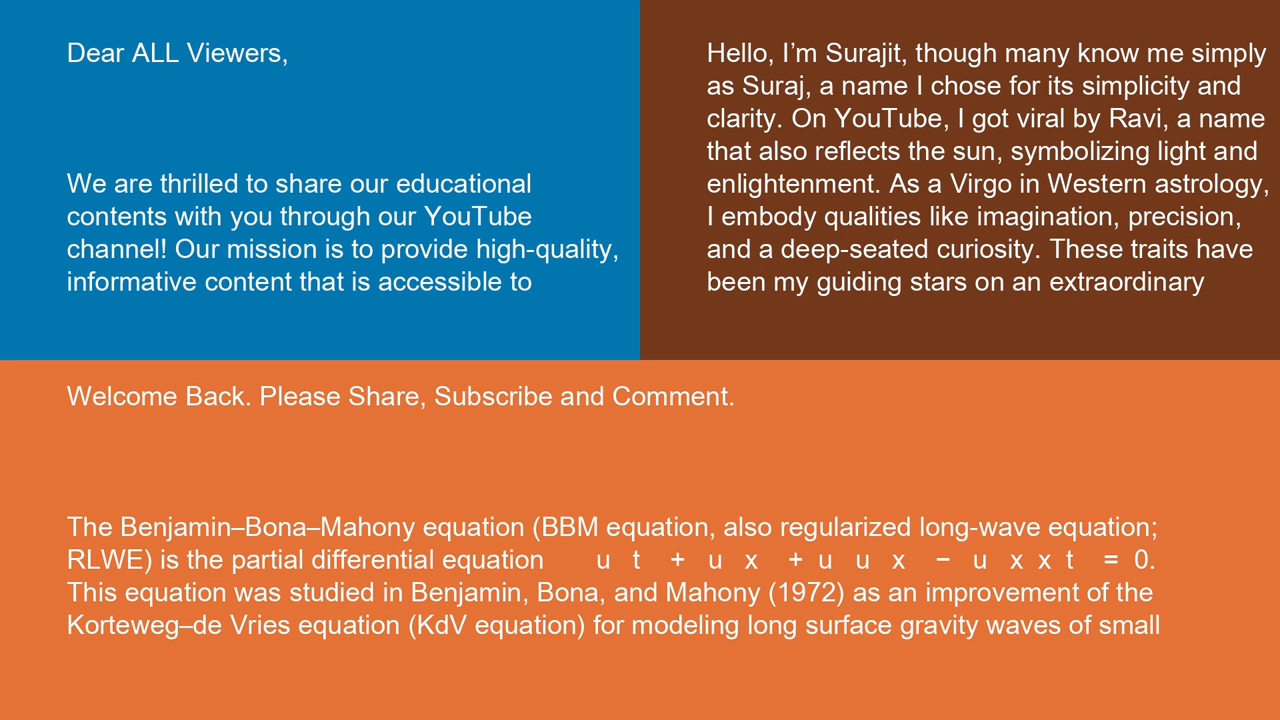 Dear ALL Viewers,
We are thrilled to share our educational
contents with you through our YouTube
channel! Our mission is to provide high-quality,
informative content that is accessible to
Hello, I’m Surajit, though many know me simply
as Suraj, a name I chose for its simplicity and
clarity. On YouTube, I got viral by Ravi, a name
that also reflects the sun, symbolizing light and
enlightenment. As a Virgo in Western astrology,
I embody qualities like imagination, precision,
and a deep-seated curiosity. These traits have
been my guiding stars on an extraordinary
Welcome Back. Please Share, Subscribe and Comment.
The Benjamin–Bona–Mahony equation (BBM equation, also regularized long-wave equation;
RLWE) is the partial differential equation u t + u x + u u x − u x x t = 0.
This equation was studied in Benjamin, Bona, and Mahony (1972) as an improvement of the
Korteweg–de Vries equation (KdV equation) for modeling long surface gravity waves of small